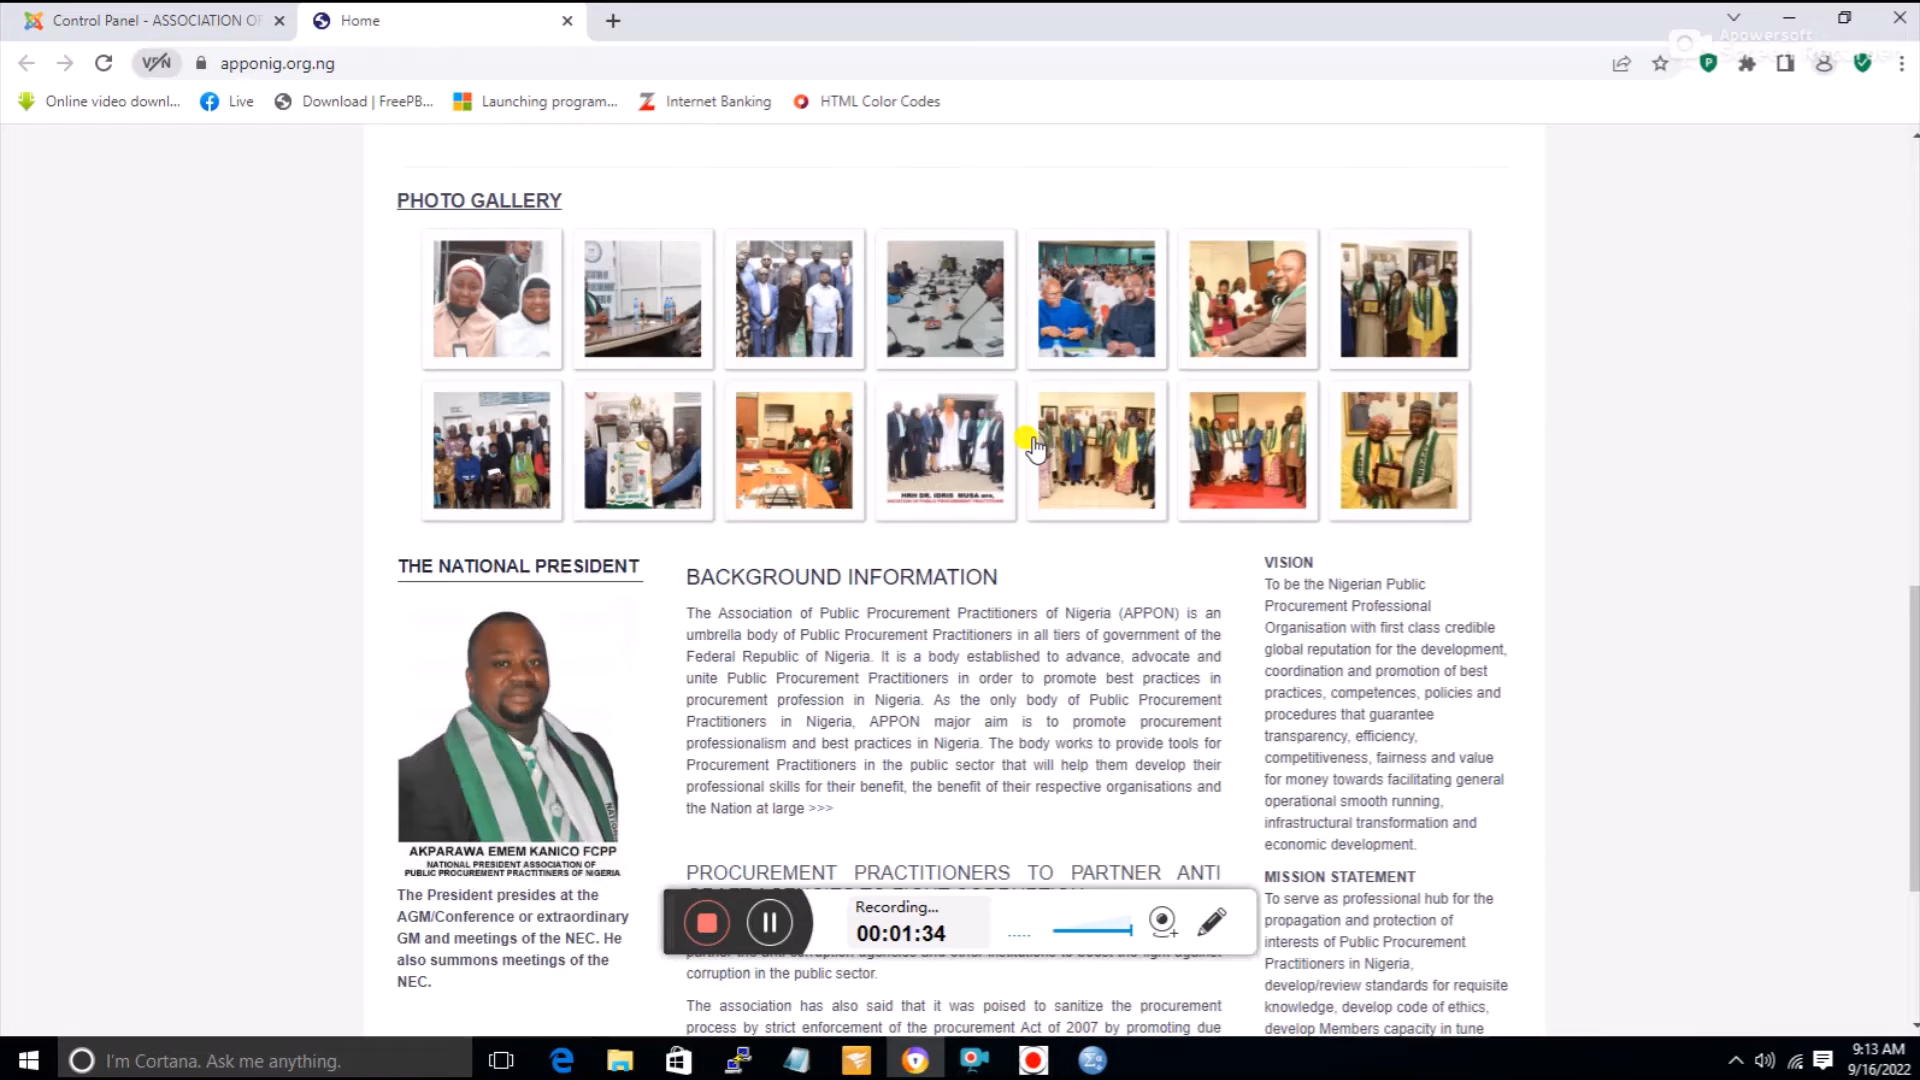 Control Panel - ASSOCIATION OF
Home
Apowersoft
Screen Recorder
VPN
apponig.org.ng
Online video downl...
Live
Download | FreePB...
Launching program...
Internet Banking
HTML Color Codes
PHOTO GALLERY
HRH DR. IDRIS MUSA
ASSOCIATION OF PUBLIC PROCUREMENT PRACTITIONERS
THE NATIONAL PRESIDENT
AKPARAWA EMEM KANICO FCPP
NATIONAL PRESIDENT ASSOCIATION OF
PUBLIC PROCUREMENT PRACTITINERS OF NIGERIA
The President presides at the
AGM/Conference or extraordinary
GM and meetings of the NEC. He
also summons meetings of the
NEC.
BACKGROUND INFORMATION
The Association of Public Procurement Practitioners of Nigeria (APPON) is an
umbrella body of Public Procurement Practitioners in all tiers of government of the
Federal Republic of Nigeria. It is a body established to advance, advocate and
unite Public Procurement Practitioners in order to promote best practices in
procurement profession in Nigeria. As the only body of Public Procurement
Practitioners in Nigeria, APPON major aim is to promote procurement
professionalism and best practices in Nigeria. The body works to provide tools for
Procurement Practitioners in the public sector that will help them develop their
professional skills for their benefit, the benefit of their respective organisations and
the Nation at large >>>
PROCUREMENT PRACTITIONERS TO PARTNER ANTI
Recording...
00:01:34
corruption in the public sector.
The association has also said that it was poised to sanitize the procurement
process by strict enforcement of the procurement Act of 2007 by promoting due
VISION
To be the Nigerian Public
Procurement Professional
Organisation with first class credible
global reputation for the development,
coordination and promotion of best
practices, competences, policies and
procedures that guarantee
transparency, efficiency,
competitiveness, fairness and value
for money towards facilitating general
operational smooth running,
infrastructural transformation and
economic development.
MISSION STATEMENT
To serve as professional hub for the
propagation and protection of
interests of Public Procurement
Practitioners in Nigeria,
develop/review standards for requisite
knowledge, develop code of ethics,
develop Members capacity in tune
I'm Cortana. Ask me anything.
9:13 AM
9/16/2022